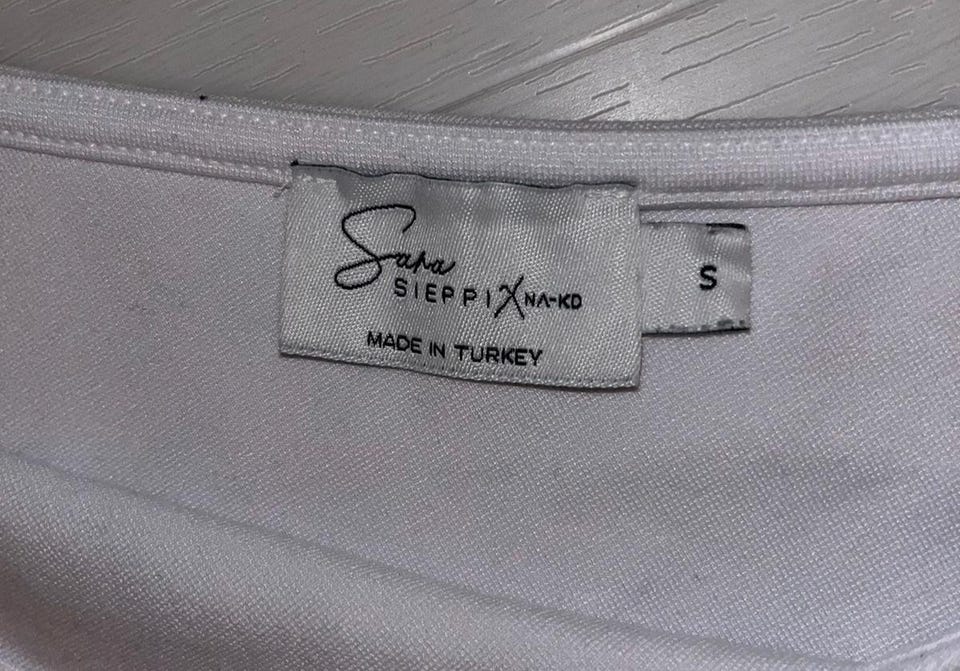 Sara
SIEPPI X NA-KD
MADE IN TURKEY
S